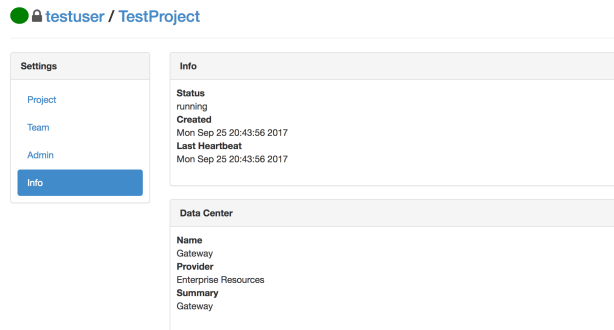 testuser / TestProject
Settings
Project
Team
Admin
Info
Info
Status
running
Created
Mon Sep 25 20:43:56 2017
Last Heartbeat
Mon Sep 25 20:43:56 2017
Data Center
Name
Gateway
Provider
Enterprise Resources
Summary
Gateway